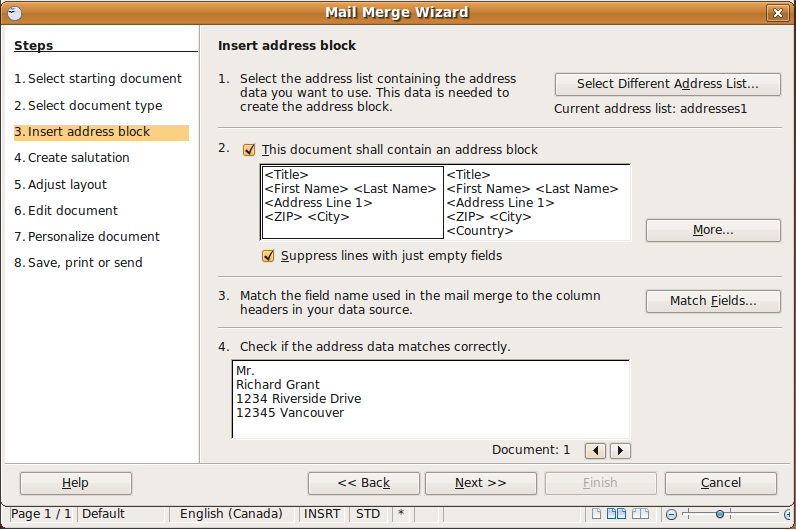 Mail Merge Wizard
Steps
1. Select starting document
2. Select document type
3. Insert address block
4. Create salutation
5. Adjust layout
6. Edit document
7. Personalize document
8. Save, print or send
Insert address block
1. Select the address list containing the address
data you want to use. This data is needed to
create the address block.
Select Different Address List...
Current address list: addresses1
2. This document shall contain an address block
<Title>
<First Name> <Last Name>
<Address Line 1>
<ZIP> <City>
<Title>
<First Name> <Last Name>
<Address Line 1>
<ZIP> <City>
<Country>
More...
Suppress lines with just empty fields
3. Match the field name used in the mail merge to the column
headers in your data source.
Match Fields...
4. Check if the address data matches correctly.
Mr.
Richard Grant
1234 Riverside Drive
12345 Vancouver
Document: 1
Help
<< Back
Next >>
Finish
Cancel
Page 1 / 1 Default English (Canada) INSRT STD *